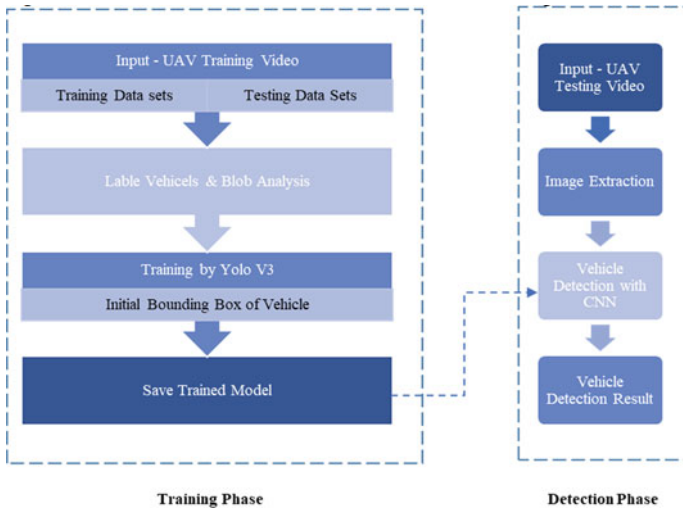 Input - UAV Training Video
Training Data sets
Testing Data Sets
Lable Vehicels & Blob Analysis
Training by Yolo V3
Initial Bounding Box of Vehicle
Save Trained Model
Training Phase
Input - UAV
Testing Video
Image Extraction
Vehicle
Detection with
CNN
Vehicle
Detection Result
Detection Phase